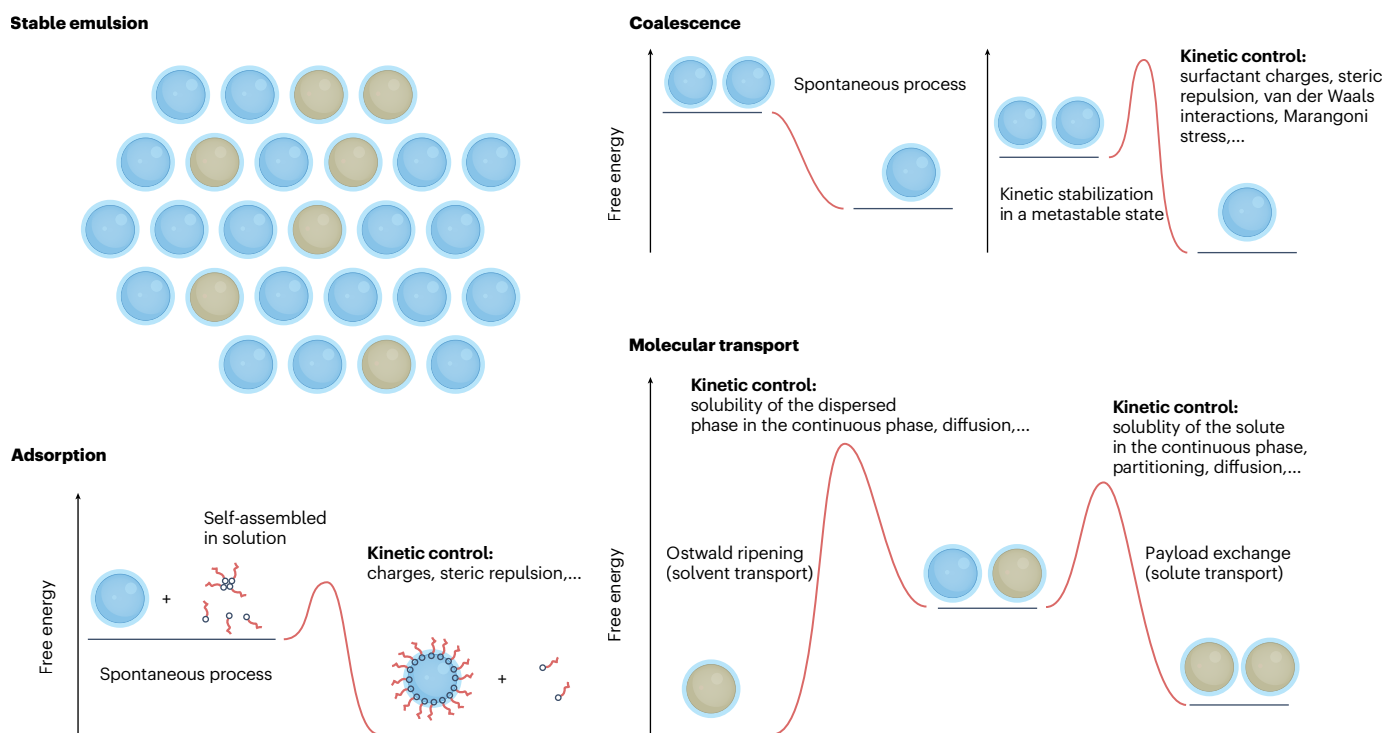 Stable emulsion
Adsorption
Free energy
+
Self-assembled
in solution
Spontaneous process
Kinetic control:
charges, steric repulsion,...
+
Coalescence
Free energy
Spontaneous process
Kinetic stabilization
in a metastable state
Kinetic control:
surfactant charges, steric
repulsion, van der Waals
interactions, Marangoni
stress,...
Molecular transport
Free energy
Kinetic control:
solubility of the dispersed
phase in the continuous phase, diffusion,...
Ostwald ripening
(solvent transport)
Kinetic control:
solublity of the solute
in the continuous phase,
partitioning, diffusion,...
Payload exchange
(solute transport)